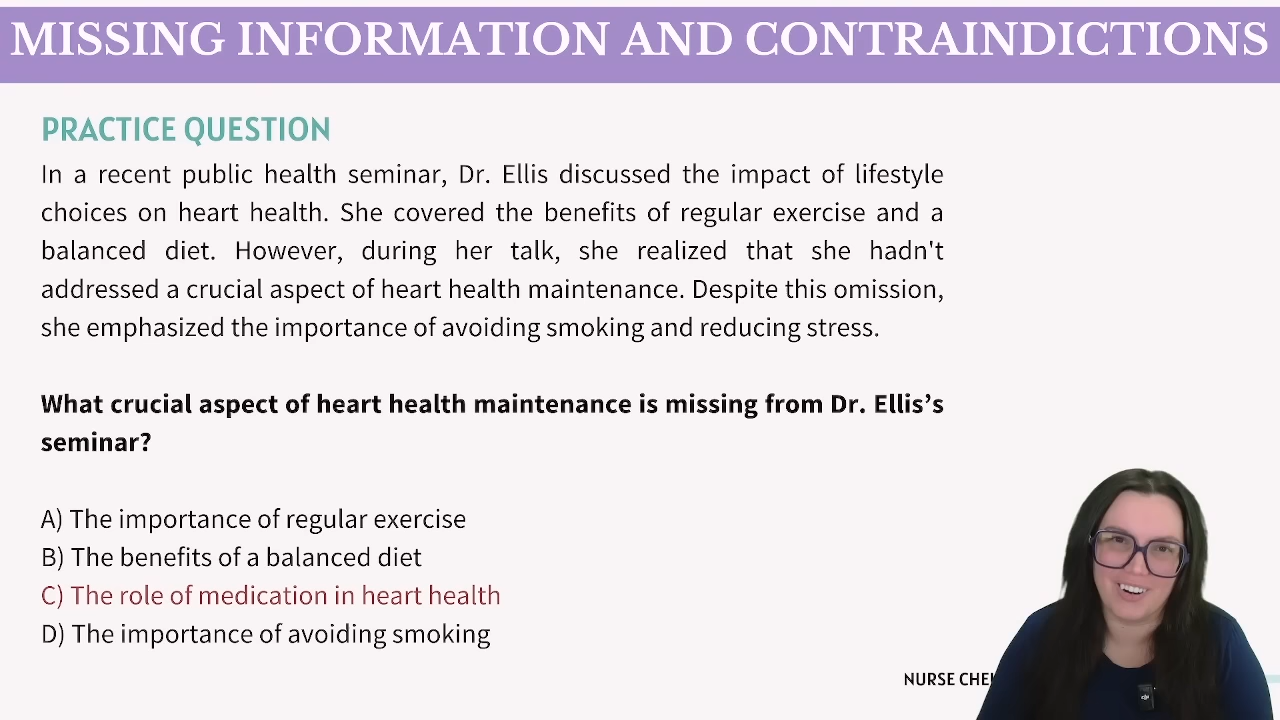 MISSING INFORMATION AND CONTRAINDICTIONS
PRACTICE QUESTION
In a recent public health seminar, Dr. Ellis discussed the impact of lifestyle
choices on heart health. She covered the benefits of regular exercise and a
balanced diet. However, during her talk, she realized that she hadn't
addressed a crucial aspect of heart health maintenance. Despite this omission,
she emphasized the importance of avoiding smoking and reducing stress.
What crucial aspect of heart health maintenance is missing from Dr. Ellis’s
seminar?
A) The importance of regular exercise
B) The benefits of a balanced diet
C) The role of medication in heart health
D) The importance of avoiding smoking
NURSE